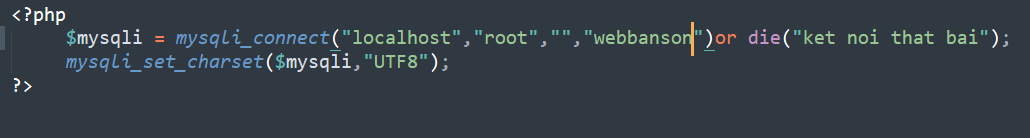 <?php
$mysqli = mysqli_connect("localhost","root","","webbanson")or die("ket noi that bai");
mysqli_set_charset($mysqli,"UTF8");
?>